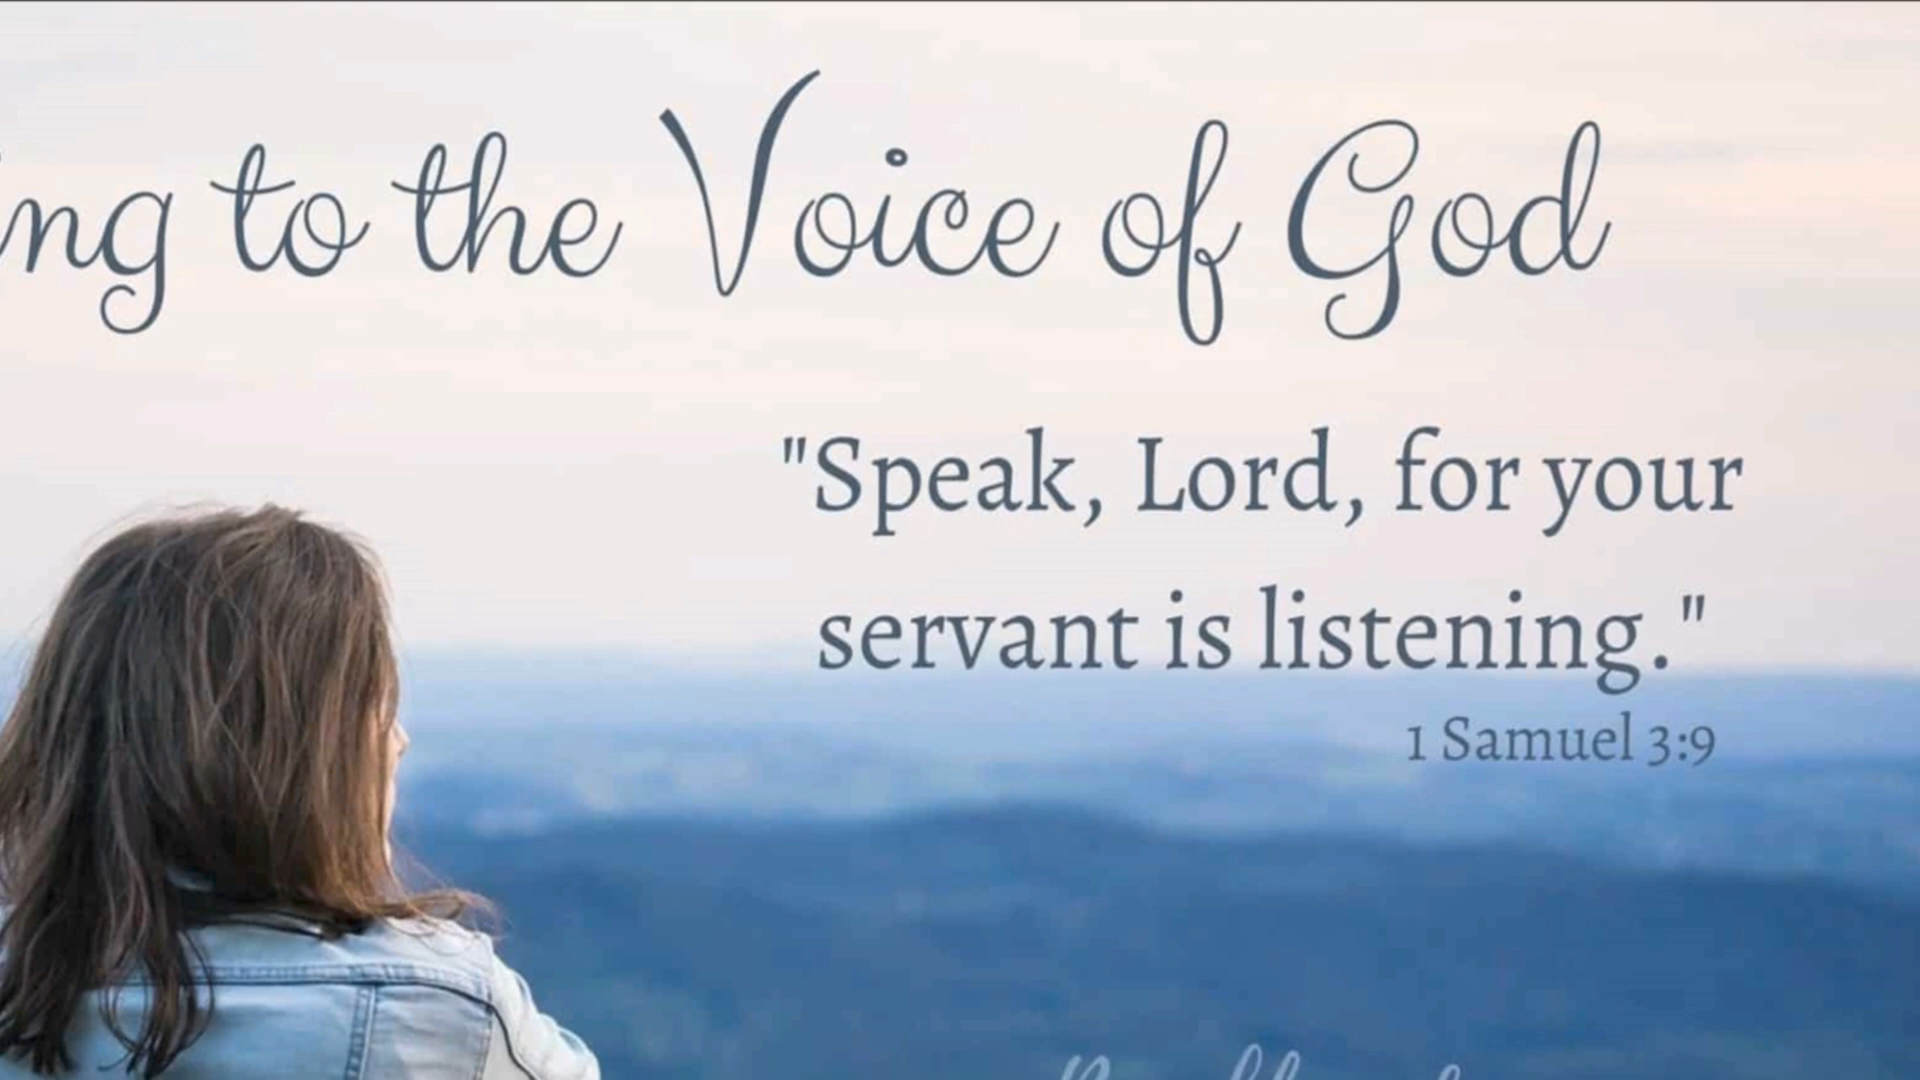 ng to the Voice of God
"Speak, Lord, for your
servant is listening."
1 Samuel 3:9